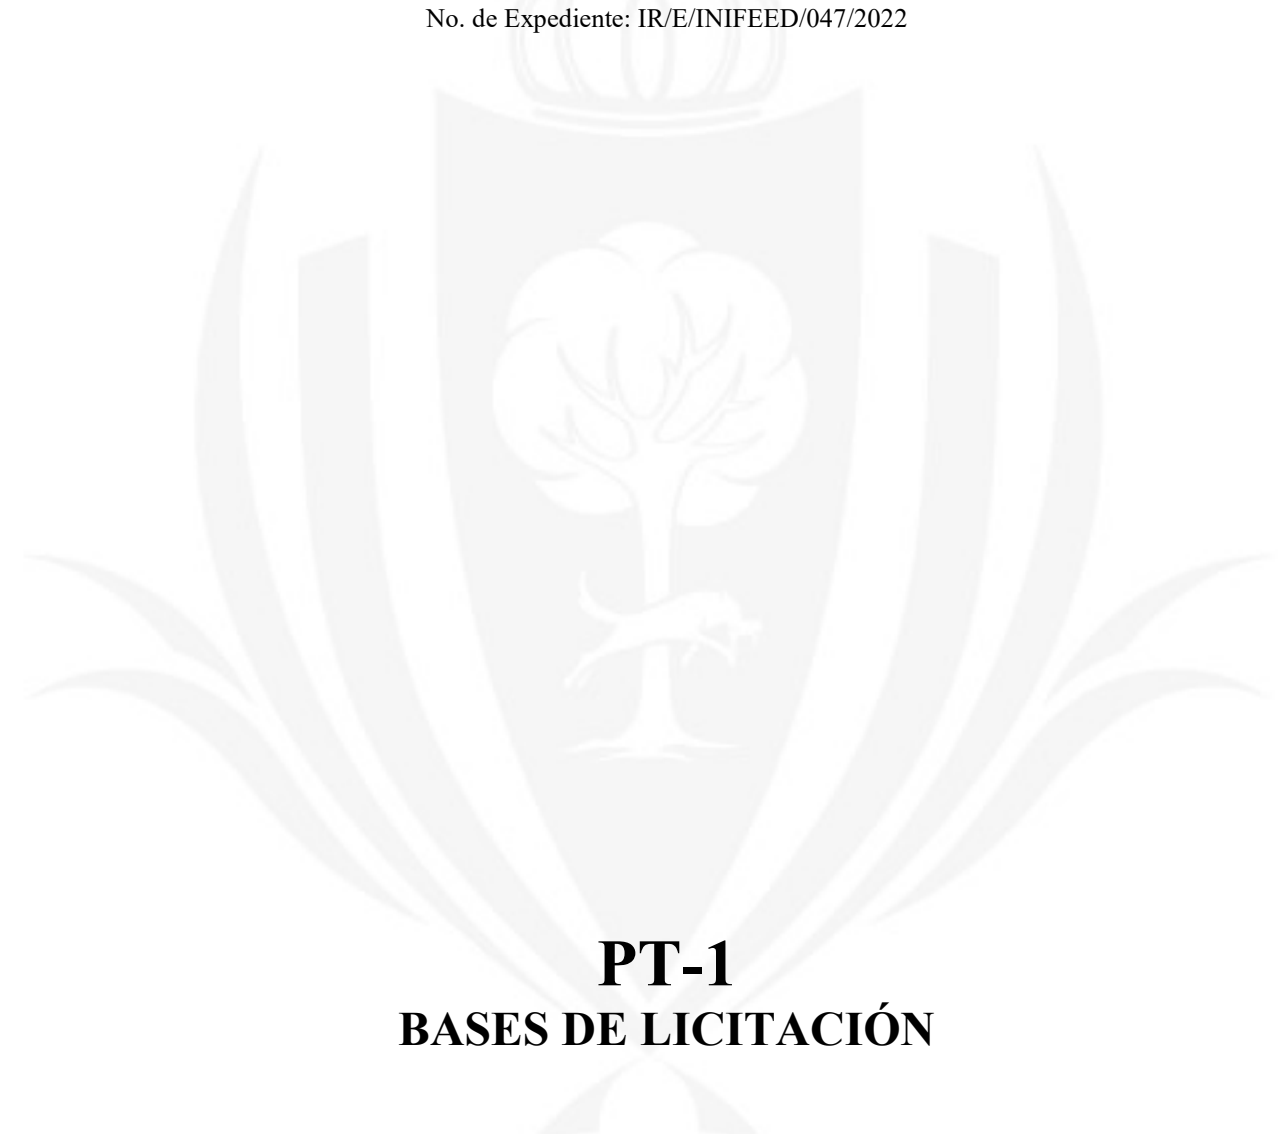 No. de Expediente: IR/E/INIFEED/047/2022
PT-1
BASES DE LICITACIÓN